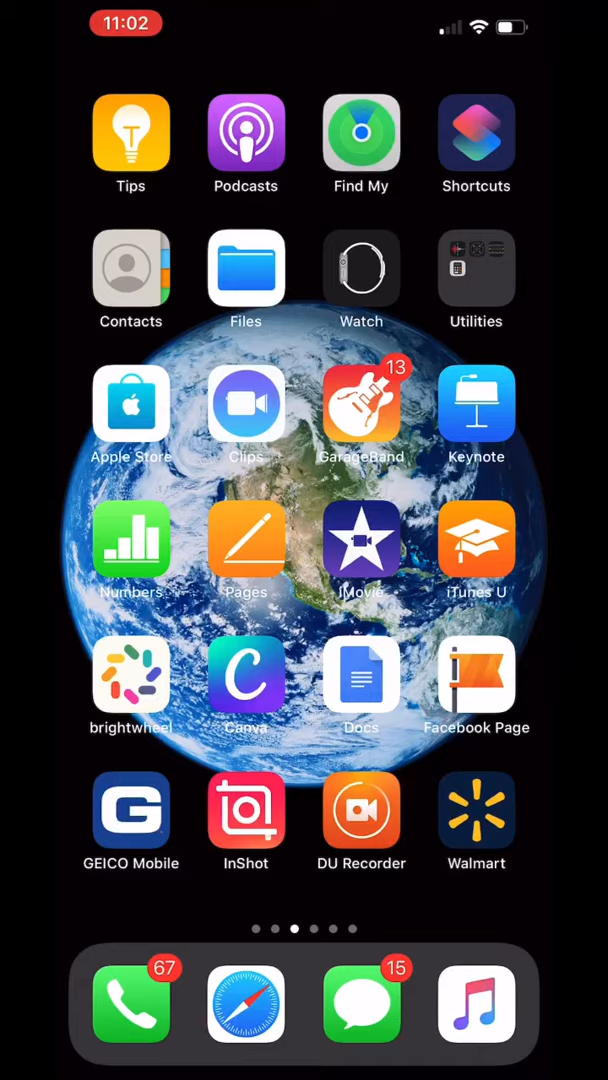 11:02
Tips Podcasts Find My Shortcuts
Contacts Files Watch Utilities
13
Apple Store Clips GarageBand Keynote
Numbers Pages iMovie iTunes U
brightwheel Canva Docs Facebook Page
GEICO Mobile InShot DU Recorder Walmart
67 15